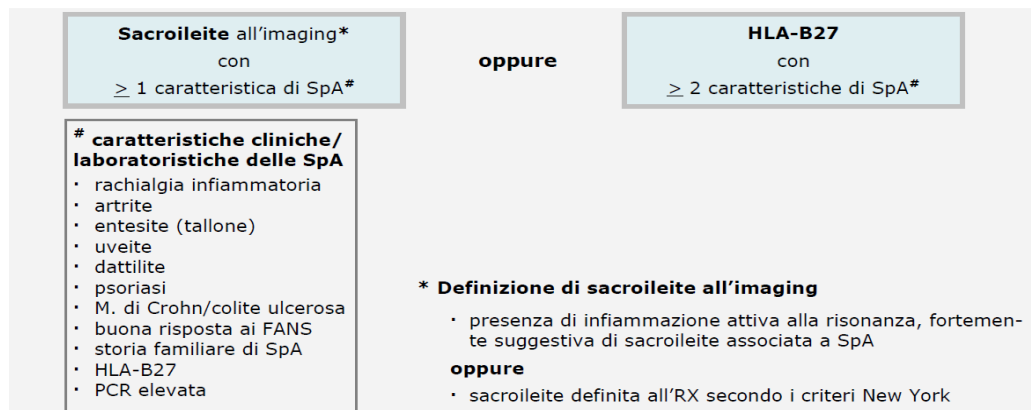 Sacroileite all'imaging*
con
≥ 1 caratteristica di SpA#
oppure
HLA-B27
con
≥ 2 caratteristiche di SpA#
# caratteristiche cliniche/
laboratoristiche delle SpA
· rachialgia infiammatoria
· artrite
· entesite (tallone)
· uveite
· dattilite
· psoriasi
· M. di Crohn/colite ulcerosa
· buona risposta ai FANS
· storia familiare di SpA
· HLA-B27
· PCR elevata
* Definizione di sacroileite all'imaging
· presenza di infiammazione attiva alla risonanza, fortemen-
te suggestiva di sacroileite associata a SpA
oppure
· sacroileite definita all'RX secondo i criteri New York